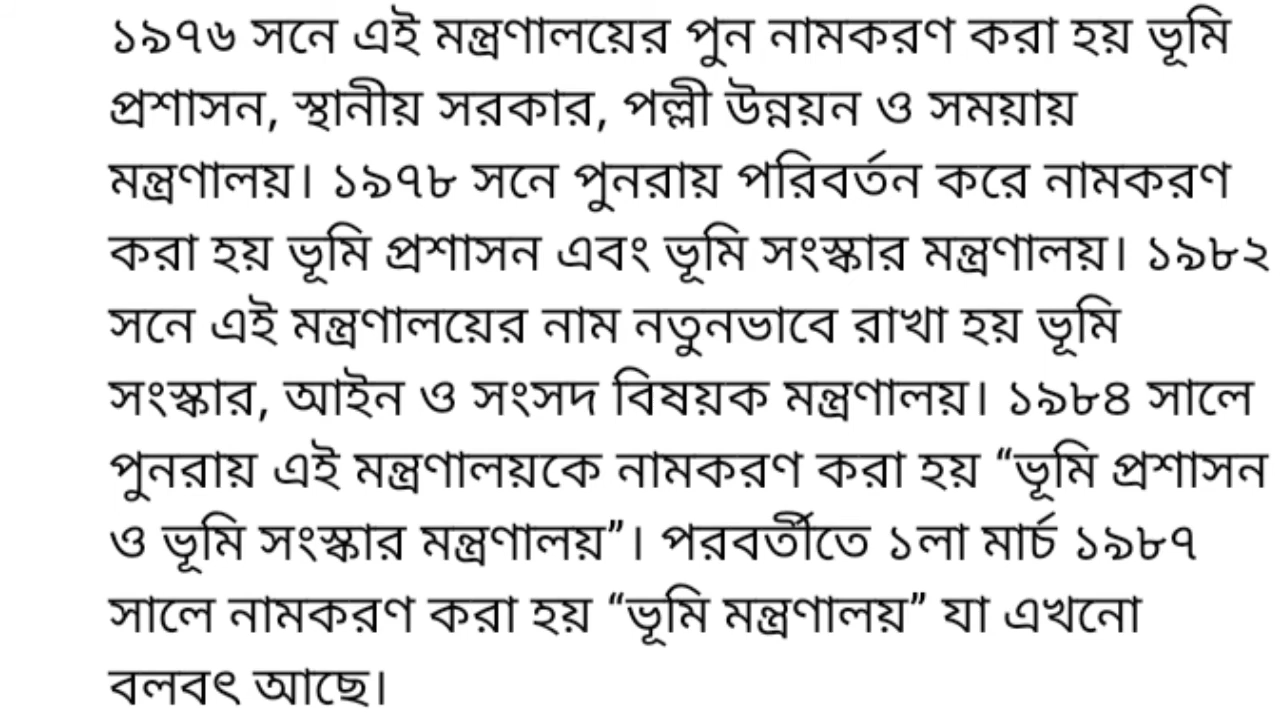 ১৯৭৬ সনে এই মন্ত্রণালয়ের পুন নামকরণ করা হয় ভূমি
প্রশাসন, স্থানীয় সরকার, পল্লী উন্নয়ন ও সময়ায়
মন্ত্রণালয়। ১৯৭৮ সনে পুনরায় পরিবর্তন করে নামকরণ
করা হয় ভূমি প্রশাসন এবং ভূমি সংস্কার মন্ত্রণালয়। ১৯৮২
সনে এই মন্ত্রণালয়ের নাম নতুনভাবে রাখা হয় ভূমি
সংস্কার, আইন ও সংসদ বিষয়ক মন্ত্রণালয়। ১৯৮৪ সালে
পুনরায় এই মন্ত্রণালয়কে নামকরণ করা হয় “ভূমি প্রশাসন
ও ভূমি সংস্কার মন্ত্রণালয়”। পরবর্তীতে ১লা মার্চ ১৯৮৭
সালে নামকরণ করা হয় “ভূমি মন্ত্রণালয়” যা এখনো
বলবৎ আছে।